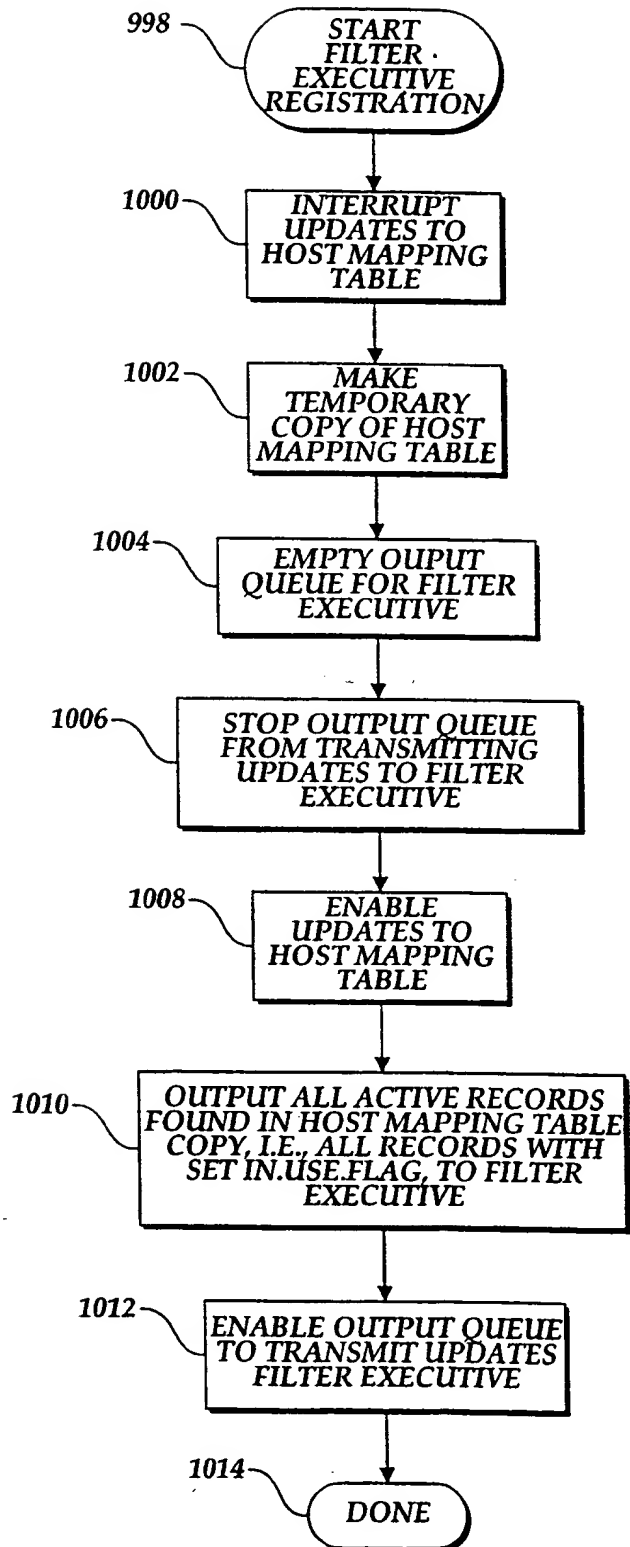 998
START
FILTER
EXECUTIVE
REGISTRATION
1000
INTERRUPT
UPDATES TO
HOST MAPPING
TABLE
1002
MAKE
TEMPORARY
COPY OF HOST
MAPPING TABLE
1004
EMPTY OUPUT
QUEUE FOR FILTER
EXECUTIVE
1006
STOP OUTPUT QUEUE
FROM TRANSMITTING
UPDATES TO FILTER
EXECUTIVE
1008
ENABLE
UPDATES TO
HOST MAPPING
TABLE
1010
OUTPUT ALL ACTIVE RECORDS
FOUND IN HOST MAPPING TABLE
COPY, I.E., ALL RECORDS WITH
SET IN.USE.FLAG, TO FILTER
EXECUTIVE
1012
ENABLE OUTPUT QUEUE
TO TRANSMIT UPDATES
FILTER EXECUTIVE
1014
DONE